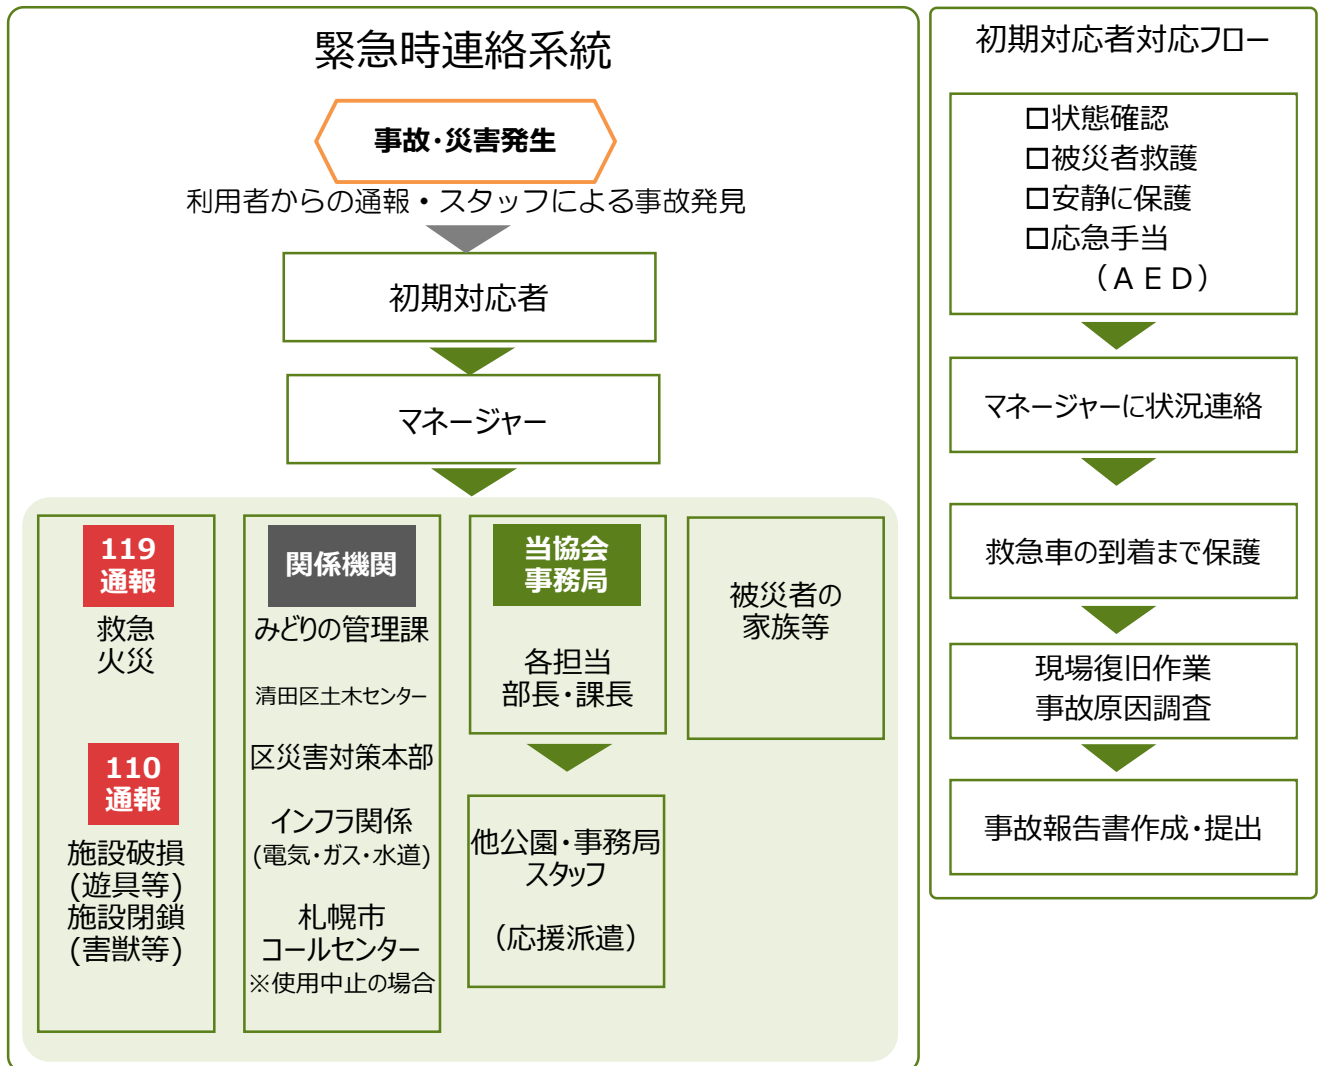 緊急時連絡系統
事故・災害発生
利用者からの通報・スタッフによる事故発見
初期対応者
マネージャー
119
通報
救急
火災
110
通報
施設破損
(遊具等)
施設閉鎖
(害獣等)
関係機関
みどりの管理課
清田区土木センター
区災害対策本部
インフラ関係
(電気・ガス・水道)
札幌市
コールセンター
※使用中止の場合
当協会
事務局
各担当
部長・課長
他公園・事務局
スタッフ
（応援派遣）
被災者の
家族等
初期対応者対応フロー
□状態確認
□被災者救護
□安静に保護
□応急手当
（ＡＥＤ）
マネージャーに状況連絡
救急車の到着まで保護
現場復旧作業
事故原因調査
事故報告書作成・提出